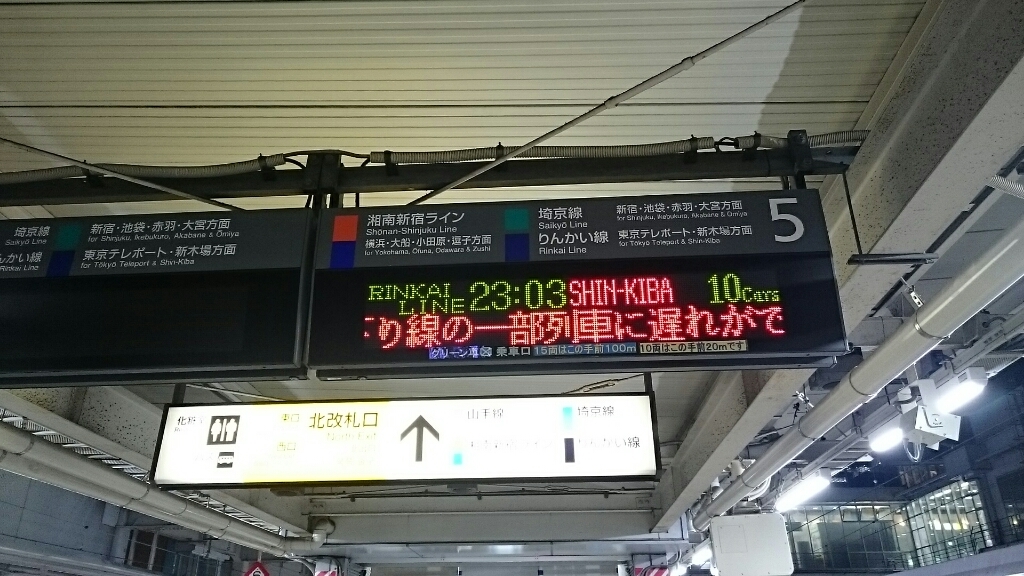 新宿・池袋・赤羽・大宮方面
Saikyō Line
for Shinjuku, Ikebukuro, Akabane & Ōmiya
んかい線
東京テレポート・新木場方面
Rinkai Line
for Tōkyō Teleport & Shin-Kiba
湘南新宿ライン
Shōnan-Shinjuku Line
横浜・大船・小田原・逗子方面
for Yokohama, Ōfuna, Odawara & Zushi
埼京線
Saikyō Line
りんかい線
Rinkai Line
新宿・池袋・赤羽・大宮方面
for Shinjuku, Ikebukuro, Akabane & Ōmiya
東京テレポート・新木場方面
for Tōkyō Teleport & Shin-Kiba
5
RINKAI LINE 23:03 SHIN-KIBA 10Cars
り線の一部列車に遅れがで
グリーン車 乗車口 15両はこの手前100m 10両はこの手前20mです
北改札口
山手線
埼京線
りんかい線